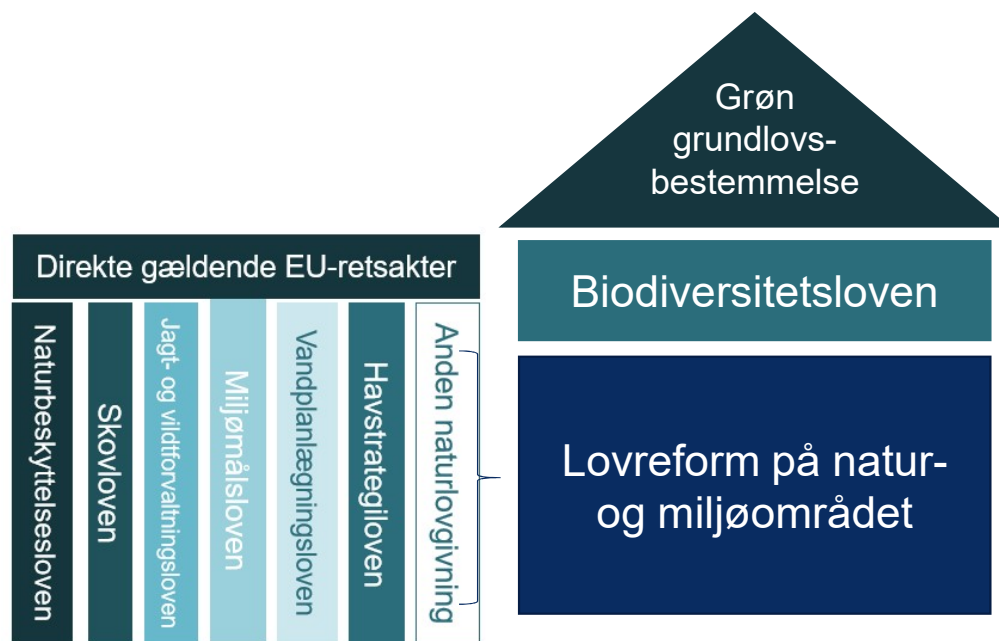 Grøn
grundlovs-
bestemmelse
Direkte gældende EU-retsakter
Biodiversitetsloven
Naturbeskyttelsesloven
Skovloven
Jagt- og vildtforvaltningsloven
Miljømålsloven
Vandplanlægningsloven
Havstrategiloven
Anden naturlovgivning
Lovreform på natur-
og miljøområdet